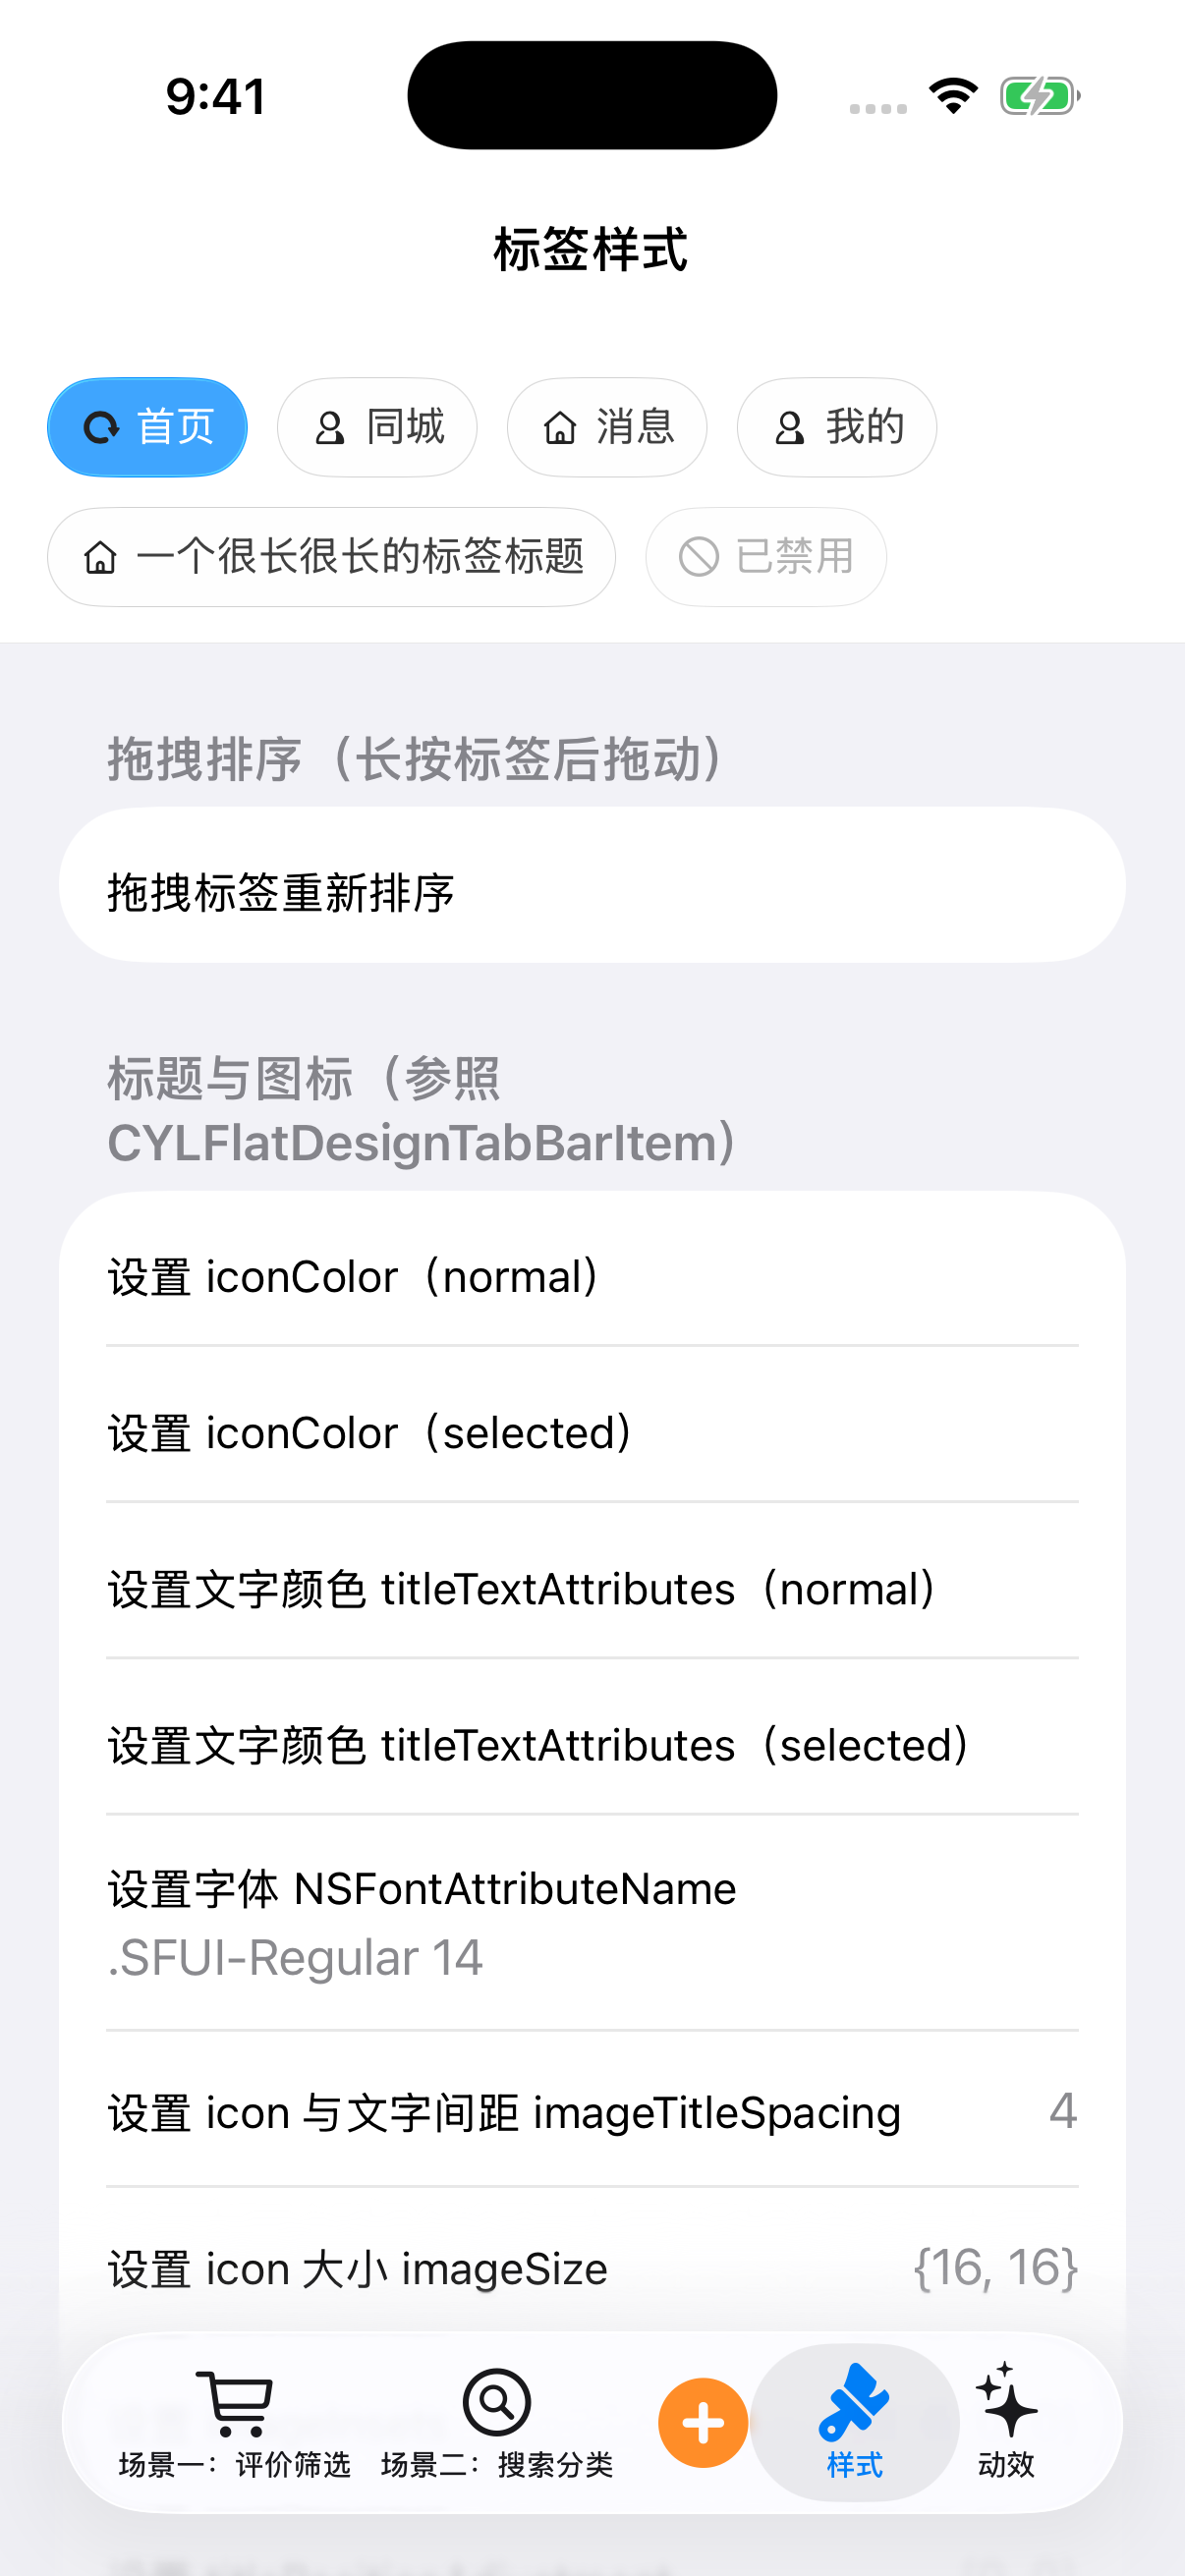 9:41
标签样式
首页
同城
消息
我的
一个很长很长的标签标题
已禁用
拖拽排序（长按标签后拖动）
拖拽标签重新排序
标题与图标（参照
CYLFlatDesignTabBarItem）
设置 iconColor（normal）
设置 iconColor（selected）
设置文字颜色 titleTextAttributes（normal）
设置文字颜色 titleTextAttributes（selected）
设置字体 NSFontAttributeName
.SFUI-Regular 14
设置 icon 与文字间距 imageTitleSpacing
4
设置 icon 大小 imageSize
{16, 16}
场景一：评价筛选
场景二：搜索分类
样式
动效